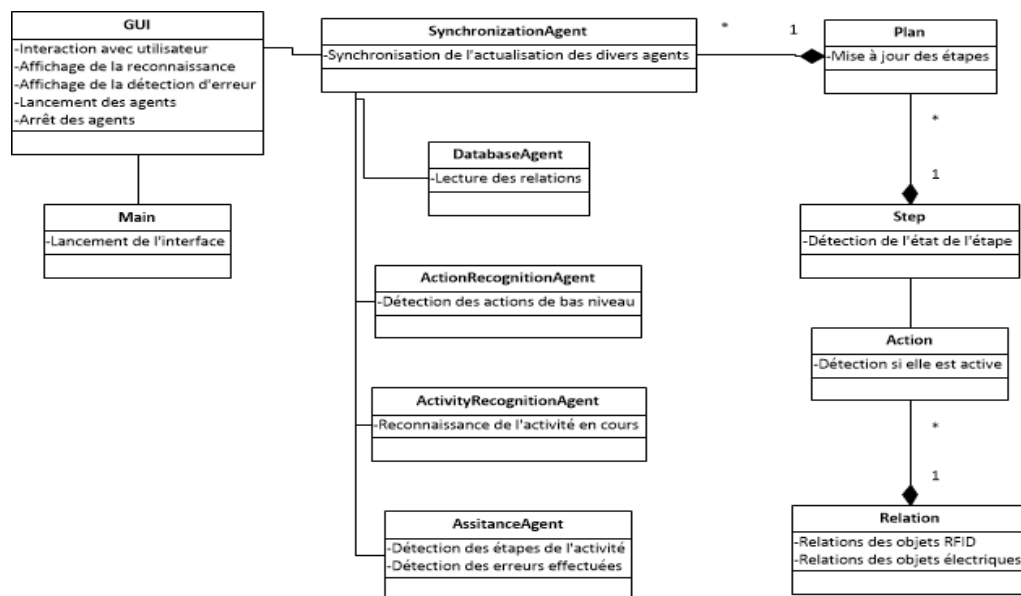 GUI
-Interaction avec utilisateur
-Affichage de la reconnaissance
-Affichage de la détection d'erreur
-Lancement des agents
-Arrêt des agents
Main
-Lancement de l'interface
SynchronizationAgent
-Synchronisation de l'actualisation des divers agents
DatabaseAgent
-Lecture des relations
ActionRecognitionAgent
-Détection des actions de bas niveau
ActivityRecognitionAgent
-Reconnaissance de l'activité en cours
AssitanceAgent
-Détection des étapes de l'activité
-Détection des erreurs effectuées
*
1
Plan
-Mise à jour des étapes
*
1
Step
-Détection de l'état de l'étape
Action
-Détection si elle est active
*
1
Relation
-Relations des objets RFID
-Relations des objets électriques